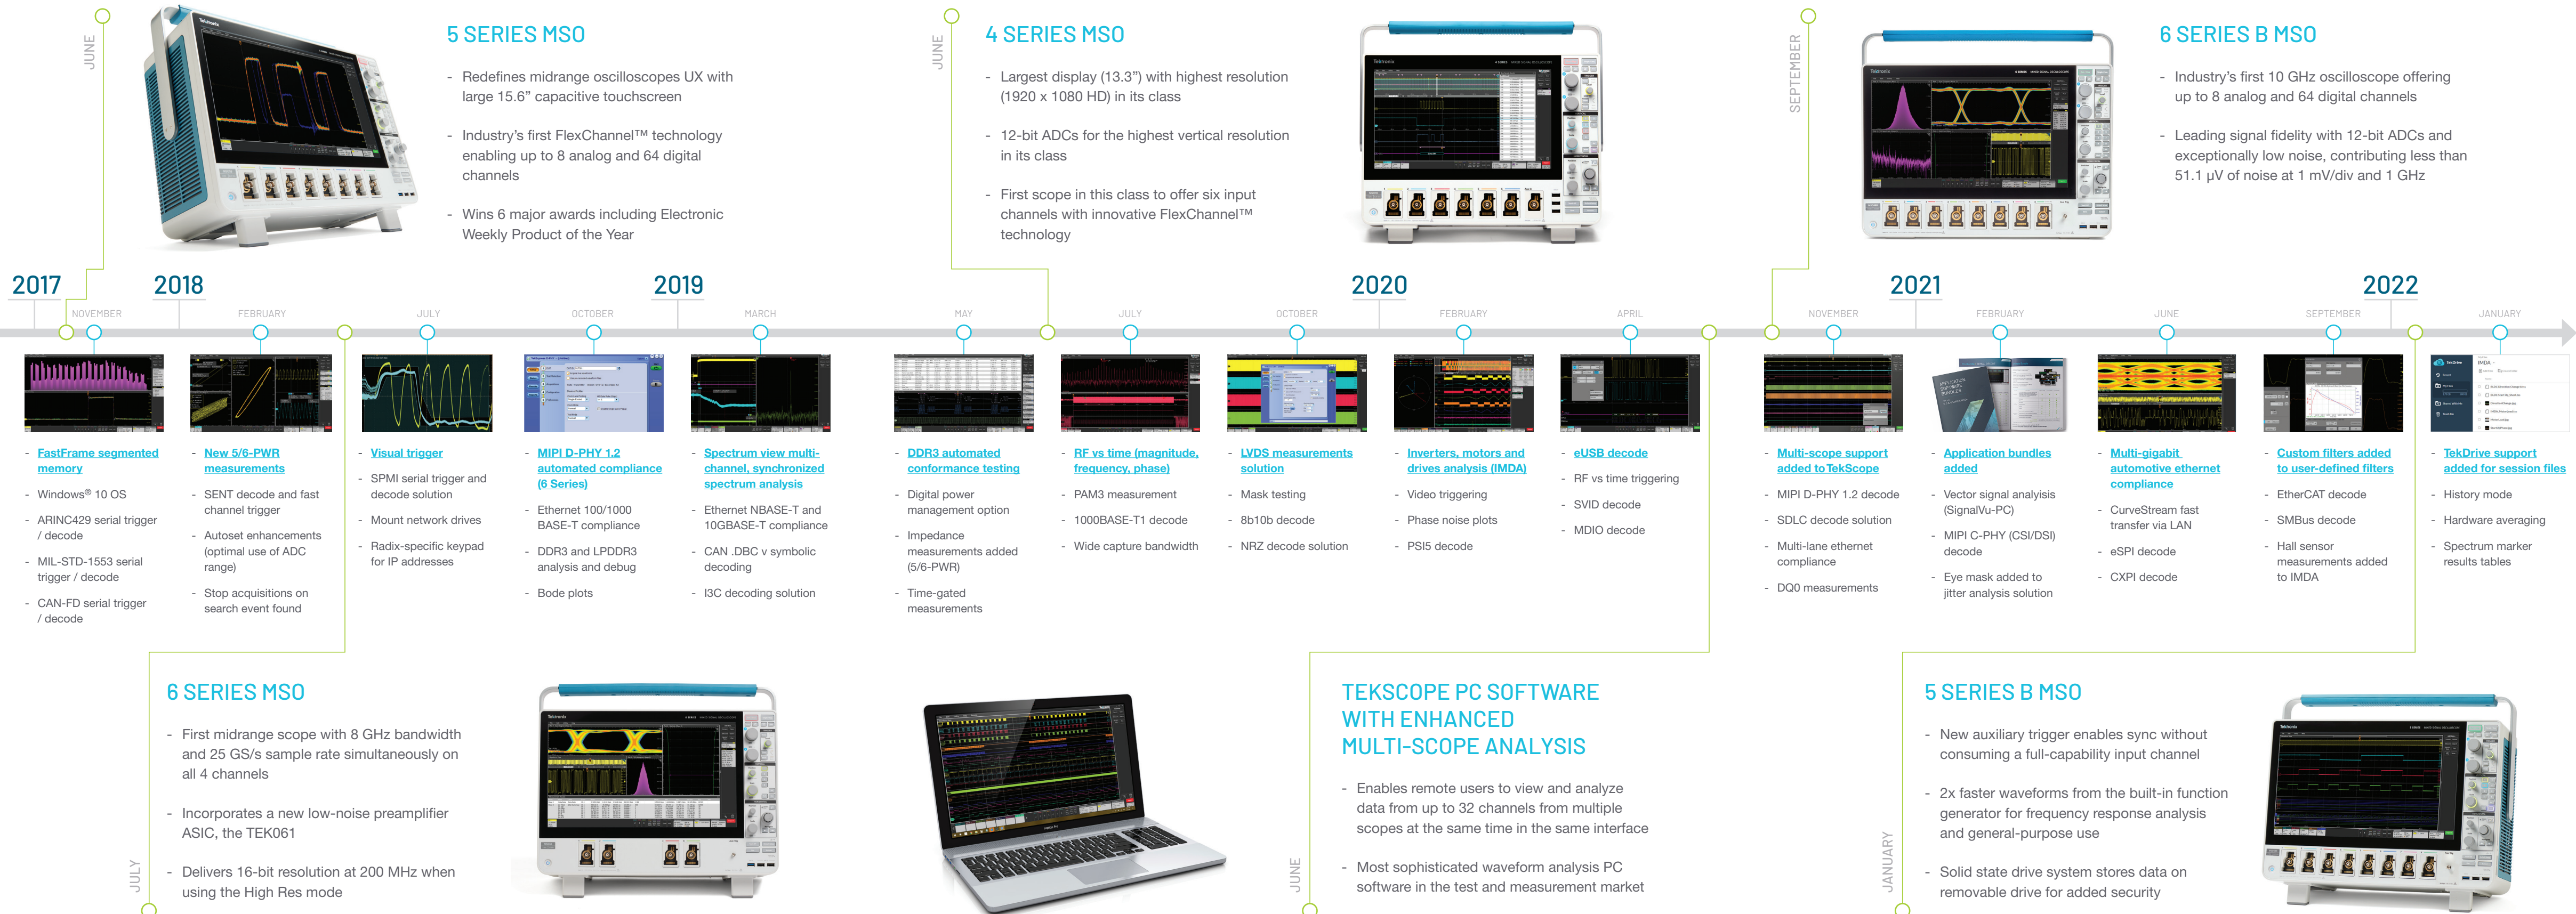 JUNE
5 SERIES MSO
- Redefines midrange oscilloscopes UX with
large 15.6” capacitive touchscreen
- Industry’s first FlexChannel™ technology
enabling up to 8 analog and 64 digital
channels
- Wins 6 major awards including Electronic
Weekly Product of the Year
JUNE
4 SERIES MSO
- Largest display (13.3”) with highest resolution
(1920 x 1080 HD) in its class
- 12-bit ADCs for the highest vertical resolution
in its class
- First scope in this class to offer six input
channels with innovative FlexChannel™
technology
Tektronix
SEPTEMBER
Tektronix
6 SERIES B MSO
- Industry’s first 10 GHz oscilloscope offering
up to 8 analog and 64 digital channels
- Leading signal fidelity with 12-bit ADCs and
exceptionally low noise, contributing less than
51.1 µV of noise at 1 mV/div and 1 GHz
2017
2018
2019
2020
2021
2022
NOVEMBER
FEBRUARY
JULY
OCTOBER
MARCH
MAY
JULY
OCTOBER
FEBRUARY
APRIL
NOVEMBER
FEBRUARY
JUNE
SEPTEMBER
JANUARY
APPLICATION
SOFTWARE
BUNDLES
TekDrive
IMDA
- FastFrame segmented
memory
- Windows® 10 OS
- ARINC429 serial trigger
/ decode
- MIL-STD-1553 serial
trigger / decode
- CAN-FD serial trigger
/ decode
- New 5/6-PWR
measurements
- SENT decode and fast
channel trigger
- Autoset enhancements
(optimal use of ADC
range)
- Stop acquisitions on
search event found
- Visual trigger
- SPMI serial trigger and
decode solution
- Mount network drives
- Radix-specific keypad
for IP addresses
- MIPI D-PHY 1.2
automated compliance
(6 Series)
- Ethernet 100/1000
BASE-T compliance
- DDR3 and LPDDR3
analysis and debug
- Bode plots
- Spectrum view multi-
channel, synchronized
spectrum analysis
- Ethernet NBASE-T and
10GBASE-T compliance
- CAN .DBC v symbolic
decoding
- I3C decoding solution
- DDR3 automated
conformance testing
- Digital power
management option
- Impedance
measurements added
(5/6-PWR)
- Time-gated
measurements
- RF vs time (magnitude,
frequency, phase)
- PAM3 measurement
- 1000BASE-T1 decode
- Wide capture bandwidth
- LVDS measurements
solution
- Mask testing
- 8b10b decode
- NRZ decode solution
- Inverters, motors and
drives analysis (IMDA)
- Video triggering
- Phase noise plots
- PSI5 decode
- eUSB decode
- RF vs time triggering
- SVID decode
- MDIO decode
- Multi-scope support
added to TekScope
- MIPI D-PHY 1.2 decode
- SDLC decode solution
- Multi-lane ethernet
compliance
- DQ0 measurements
- Application bundles
added
- Vector signal analyisis
(SignalVu-PC)
- MIPI C-PHY (CSI/DSI)
decode
- Eye mask added to
jitter analysis solution
- Multi-gigabit
automotive ethernet
compliance
- CurveStream fast
transfer via LAN
- eSPI decode
- CXPI decode
- Custom filters added
to user-defined filters
- EtherCAT decode
- SMBus decode
- Hall sensor
measurements added
to IMDA
- TekDrive support
added for session files
- History mode
- Hardware averaging
- Spectrum marker
results tables
JULY
6 SERIES MSO
- First midrange scope with 8 GHz bandwidth
and 25 GS/s sample rate simultaneously on
all 4 channels
- Incorporates a new low-noise preamplifier
ASIC, the TEK061
- Delivers 16-bit resolution at 200 MHz when
using the High Res mode
Tektronix
JUNE
TEKSCOPE PC SOFTWARE
WITH ENHANCED
MULTI-SCOPE ANALYSIS
- Enables remote users to view and analyze
data from up to 32 channels from multiple
scopes at the same time in the same interface
- Most sophisticated waveform analysis PC
software in the test and measurement market
JANUARY
5 SERIES B MSO
- New auxiliary trigger enables sync without
consuming a full-capability input channel
- 2x faster waveforms from the built-in function
generator for frequency response analysis
and general-purpose use
- Solid state drive system stores data on
removable drive for added security
Tektronix